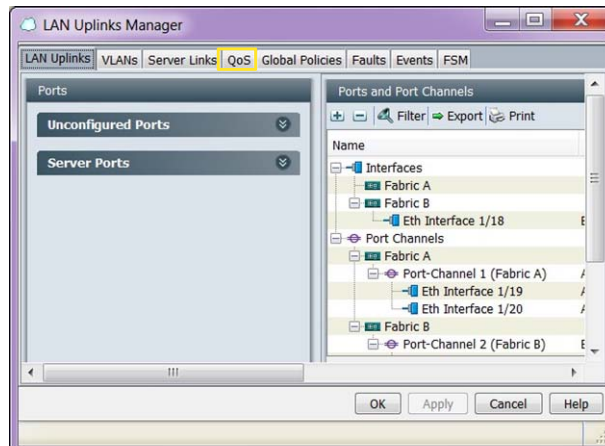 LAN Uplinks Manager
LAN Uplinks VLANs Server Links QoS Global Policies Faults Events FSM
Ports
Unconfigured Ports
Server Ports
Ports and Port Channels
Filter Export Print
Name
Interfaces
Fabric A
Fabric B
Eth Interface 1/18
Port Channels
Fabric A
Port-Channel 1 (Fabric A)
Eth Interface 1/19
Eth Interface 1/20
Fabric B
Port-Channel 2 (Fabric B)
OK Apply Cancel Help